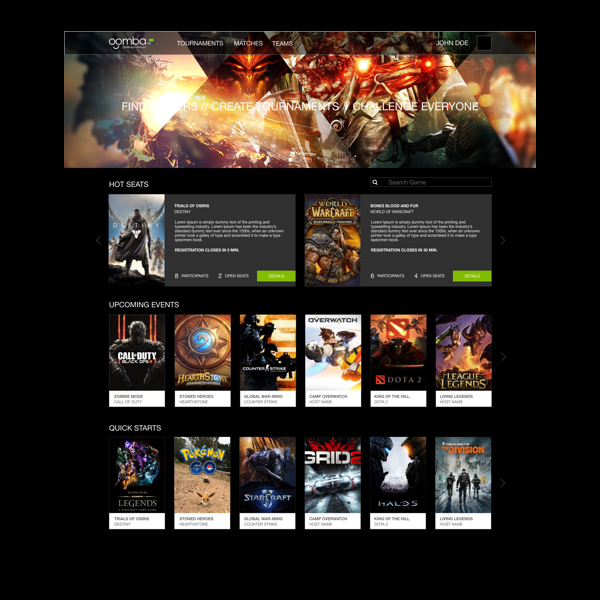 ogmba
TOURNAMENTS MATCHES TEAMS JOHN DOE
FIND PLAYERS // CREATE TOURNAMENTS // CHALLENGE EVERYONE
HOT SEATS
Search Game
DESTINY
TRIALS OF OSIRIS
DESTINY
Lorem Ipsum is simply dummy text of the printing and
typesetting industry. Lorem Ipsum has been the industry's
standard dummy text ever since the 1500s, when an unknown
printer took a galley of type and scrambled it to make a type
specimen book.
REGISTRATION CLOSES IN 5 MIN.
8 PARTICIPANTS 2 OPEN SEATS DETAILS
WORLD
OF
WARCRAFT
BONES BLOOD AND FUR
WORLD OF WARCRAFT
Lorem Ipsum is simply dummy text of the printing and
typesetting industry. Lorem Ipsum has been the industry's
standard dummy text ever since the 1500s, when an unknown
printer took a galley of type and scrambled it to make a type
specimen book.
REGISTRATION CLOSES IN 30 MIN.
6 PARTICIPANTS 4 OPEN SEATS DETAILS
UPCOMING EVENTS
CALL OF DUTY
BLACK OPS III
ZOMBIE MODE
CALL OF DUTY
HEARTHSTONE
STONED HEROES
HEARTHSTONE
COUNTER STRIKE
GLOBAL WAR-MING
COUNTER STRIKE
OVERWATCH
CAMP OVERWATCH
HOST NAME
DOTA 2
KING OF THE HILL
DOTA 2
LEAGUE
OF
LEGENDS
LIVING LEGENDS
HOST NAME
QUICK STARTS
LEGENDS
TRIALS OF OSIRIS
DESTINY
POKÉMON
GO
STONED HEROES
HEARTHSTONE
STARCRAFT
II
GLOBAL WAR-MING
COUNTER STRIKE
GRID 2
CAMP OVERWATCH
HOST NAME
HALO 5
KING OF THE HILL
DOTA 2
THE DIVISION
LIVING LEGENDS
HOST NAME